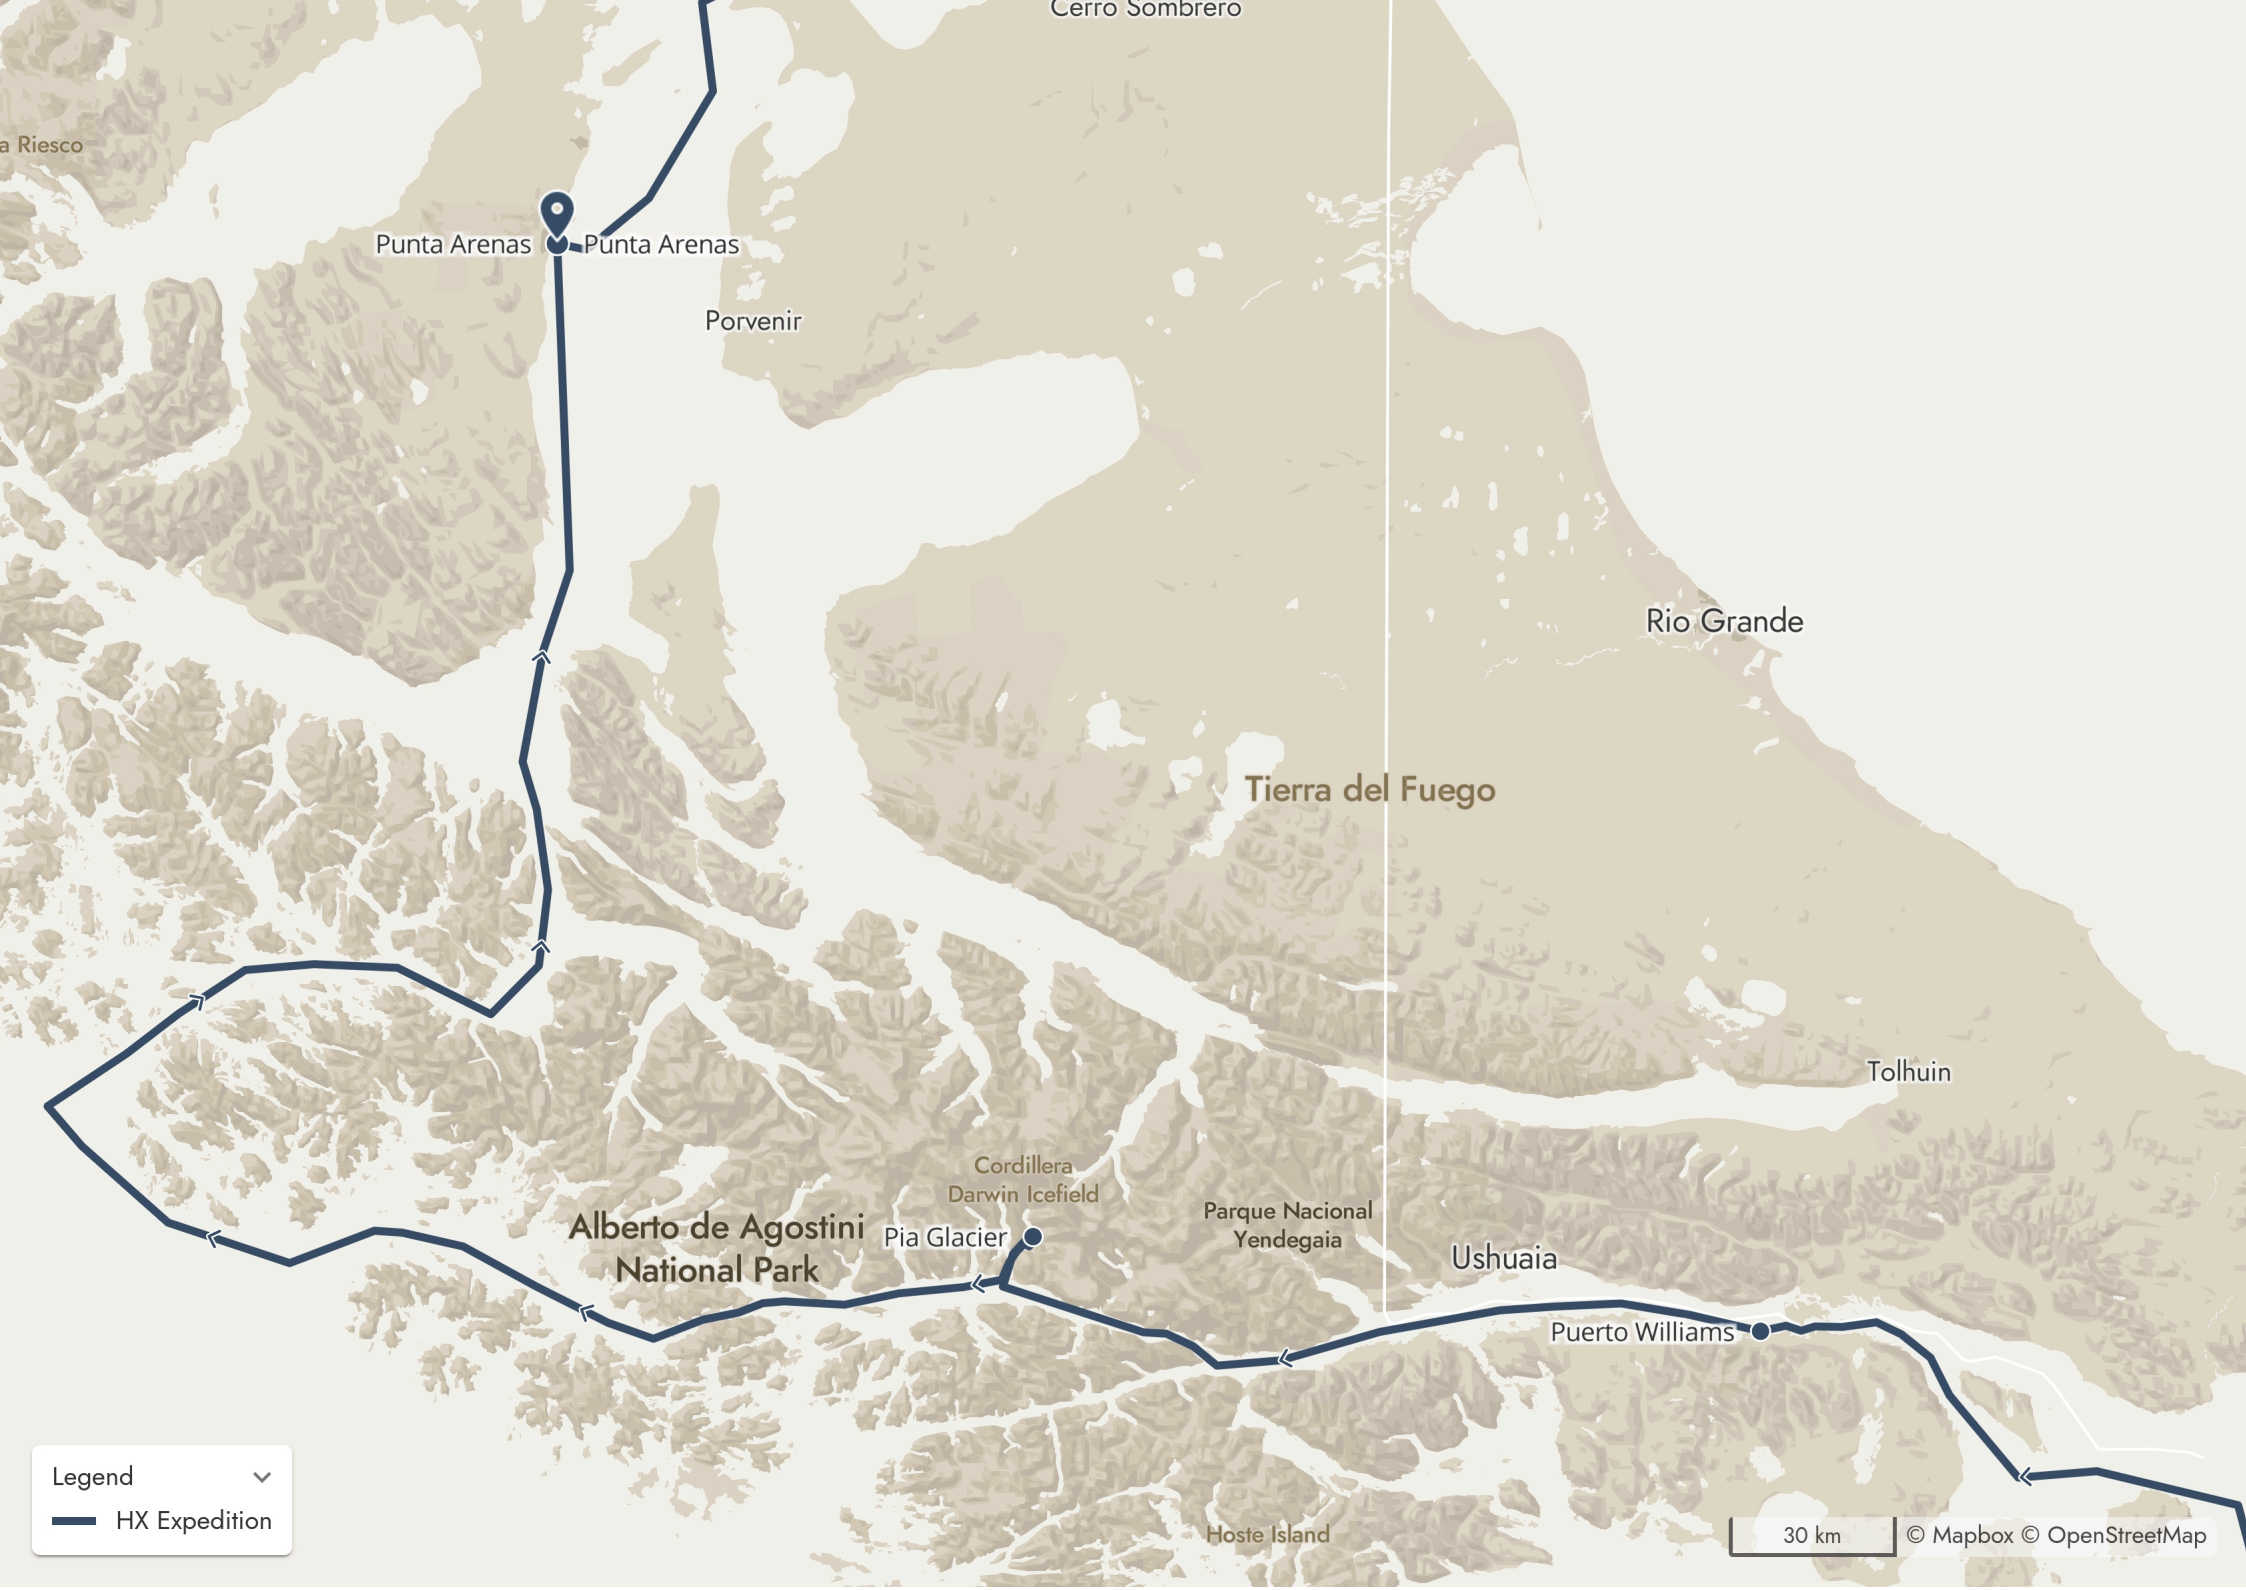 Cerro Sombrero
a Riesco
Punta Arenas
Punta Arenas
Porvenir
Rio Grande
Tierra del Fuego
Tolhuin
Cordillera
Darwin Icefield
Alberto de Agostini
National Park
Pia Glacier
Parque Nacional
Yendegaia
Ushuaia
Puerto Williams
Hoste Island
Legend
HX Expedition
30 km
© Mapbox © OpenStreetMap